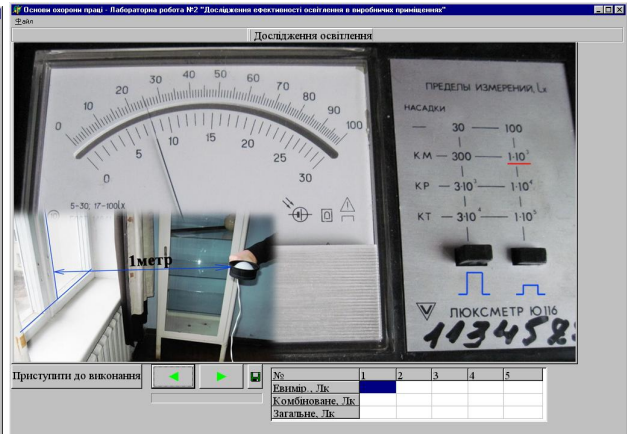 Основи охорони праці - Лабораторна робота №2 "Дослідження ефективності освітлення в виробничих приміщеннях"
Файл
Дослідження освітлення
0 10 20 30 40 50 60 70 80 90 100
0 5 10 15 20 25 30
5-30, 17-100LX
ПРЕДЕЛЫ ИЗМЕРЕНИЙ, Lx
НАСАДКИ
— 30 — 100
КМ — 300 — 1·10³
КР — 3·10³ — 1·10⁴
КТ — 3·10⁴ — 1·10⁵
ЛЮКСМЕТР Ю116
1метр
Приступити до виконання
№ 1 2 3 4 5
Евимір., Лк
Комбіноване, Лк
Загальне, Лк